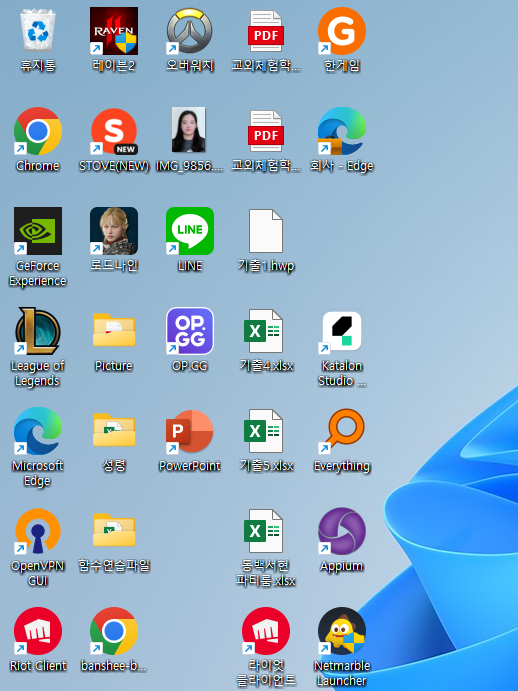 RAVEN
PDF
G
휴지통
레이븐2
오버워치
교외체험학...
한게임
S
NEW
PDF
Chrome
STOVE(NEW)
IMG_9856....
교외체험학...
회사 - Edge
LINE
GeForce
Experience
로드나인
LINE
기출1.hwp
L
OP.
GG
X
League of
Legends
Picture
OP.GG
기출4.xlsx
Katalon
Studio ...
X
P
X
Microsoft
Edge
성령
PowerPoint
기출5.xlsx
Everything
X
X
OpenVPN
GUI
함수연습파일
동백서현
파티룸.xlsx
Appium
Riot Client
banshee-b...
라이엇
클라이언트
Netmarble
Launcher